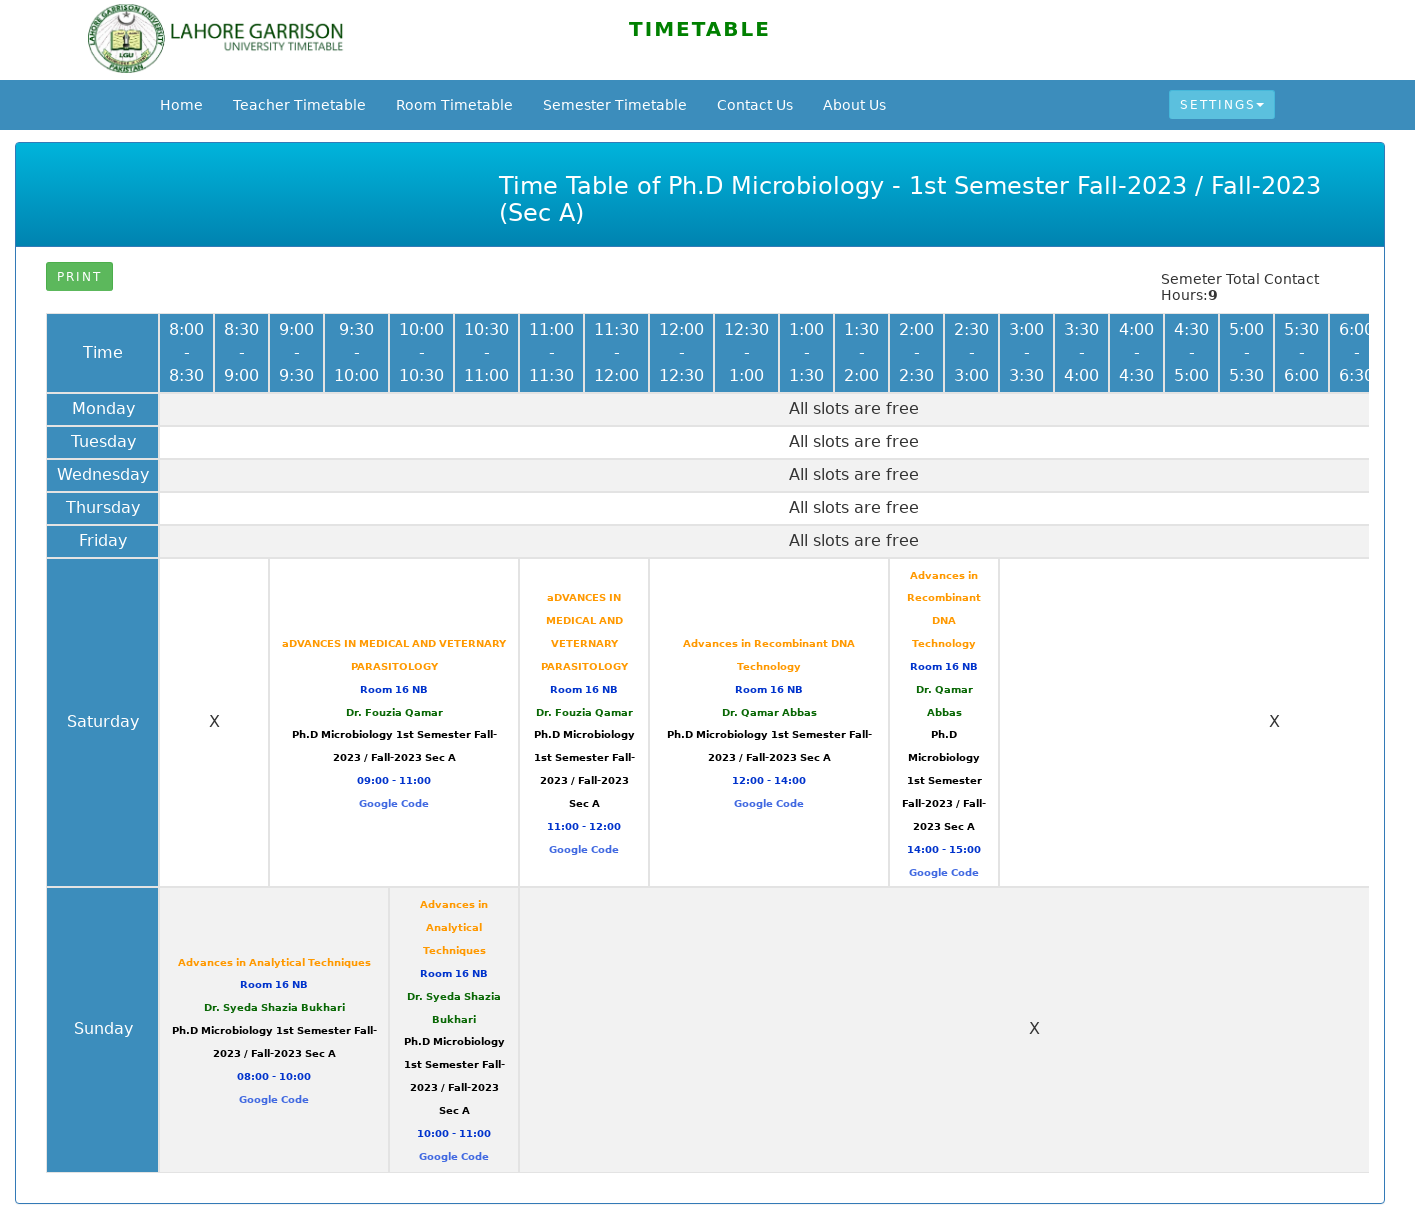 LAHORE GARRISON
UNIVERSITY TIMETABLE
TIMETABLE
Home Teacher Timetable Room Timetable Semester Timetable Contact Us About Us SETTINGS
Time Table of Ph.D Microbiology - 1st Semester Fall-2023 / Fall-2023
(Sec A)
PRINT
Semeter Total Contact
Hours:9
Time
8:00 - 8:30
8:30 - 9:00
9:00 - 9:30
9:30 - 10:00
10:00 - 10:30
10:30 - 11:00
11:00 - 11:30
11:30 - 12:00
12:00 - 12:30
12:30 - 1:00
1:00 - 1:30
1:30 - 2:00
2:00 - 2:30
2:30 - 3:00
3:00 - 3:30
3:30 - 4:00
4:00 - 4:30
4:30 - 5:00
5:00 - 5:30
5:30 - 6:00
6:00 - 6:30
Monday All slots are free
Tuesday All slots are free
Wednesday All slots are free
Thursday All slots are free
Friday All slots are free
Saturday
X
aDVANCES IN MEDICAL AND VETERNARY
PARASITOLOGY
Room 16 NB
Dr. Fouzia Qamar
Ph.D Microbiology 1st Semester Fall-
2023 / Fall-2023 Sec A
09:00 - 11:00
Google Code
aDVANCES IN
MEDICAL AND
VETERNARY
PARASITOLOGY
Room 16 NB
Dr. Fouzia Qamar
Ph.D Microbiology
1st Semester Fall-
2023 / Fall-2023
Sec A
11:00 - 12:00
Google Code
Advances in Recombinant DNA
Technology
Room 16 NB
Dr. Qamar Abbas
Ph.D Microbiology 1st Semester Fall-
2023 / Fall-2023 Sec A
12:00 - 14:00
Google Code
Advances in
Recombinant
DNA
Technology
Room 16 NB
Dr. Qamar
Abbas
Ph.D
Microbiology
1st Semester
Fall-2023 / Fall-
2023 Sec A
14:00 - 15:00
Google Code
X
Sunday
Advances in Analytical Techniques
Room 16 NB
Dr. Syeda Shazia Bukhari
Ph.D Microbiology 1st Semester Fall-
2023 / Fall-2023 Sec A
08:00 - 10:00
Google Code
Advances in
Analytical
Techniques
Room 16 NB
Dr. Syeda Shazia
Bukhari
Ph.D Microbiology
1st Semester Fall-
2023 / Fall-2023
Sec A
10:00 - 11:00
Google Code
X